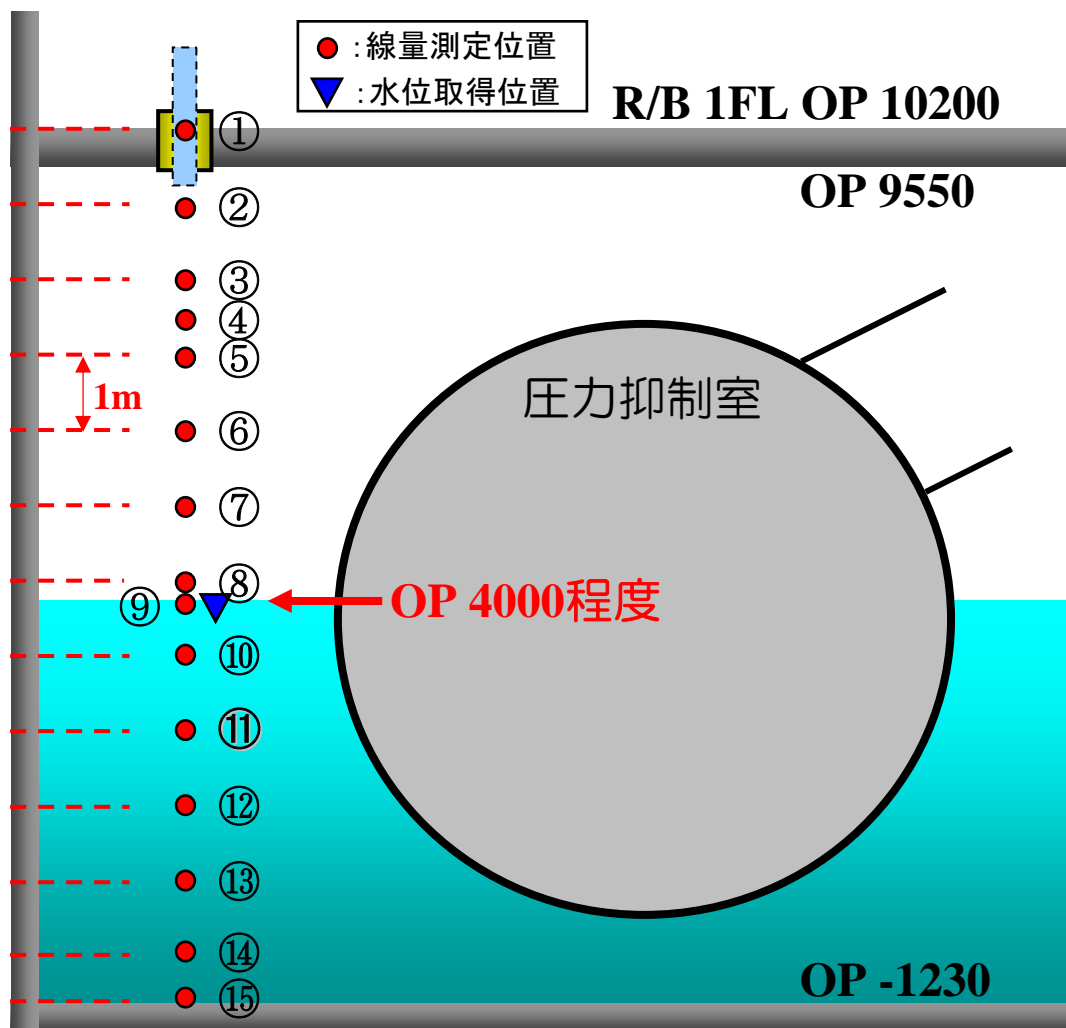 ：線量測定位置
：水位取得位置
R/B 1FL OP 10200
①
OP 9550
②
③
④
⑤
1m
圧力抑制室
⑥
⑦
⑧
⑨
OP 4000程度
⑩
⑪
⑫
⑬
⑭
OP -1230
⑮